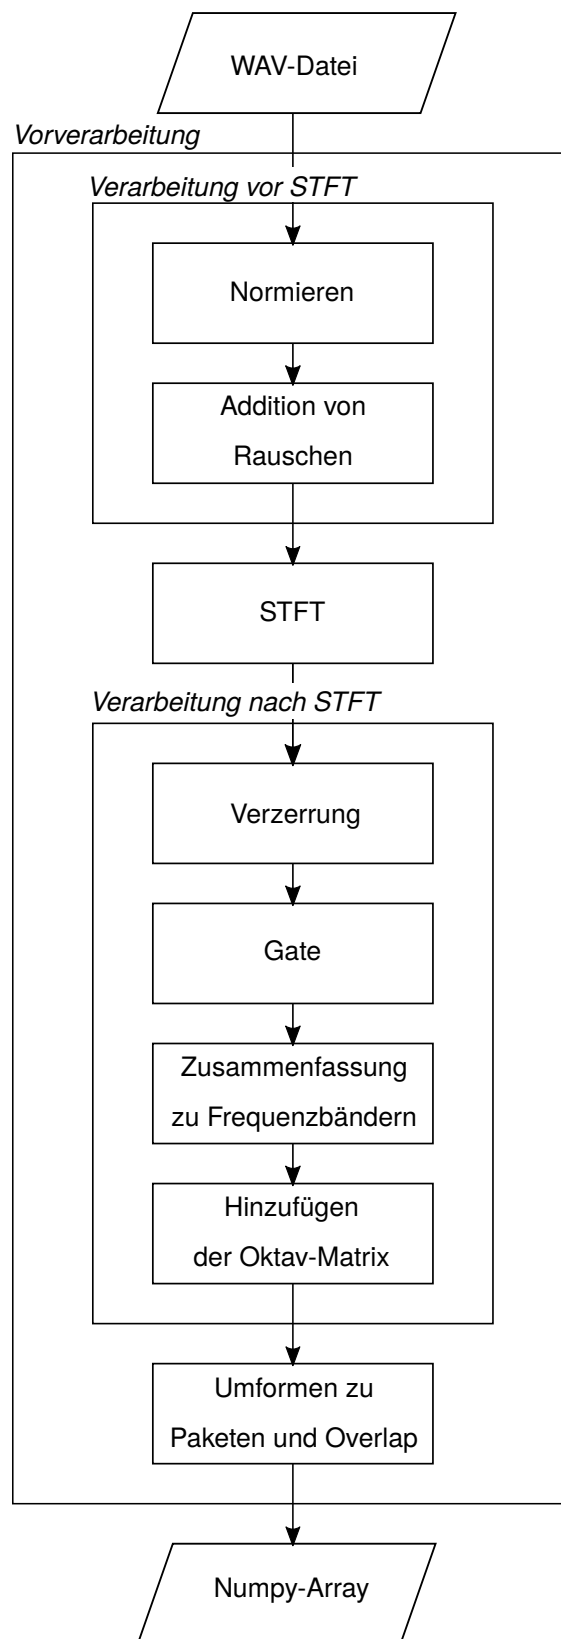 WAV-Datei
Vorverarbeitung
Verarbeitung vor STFT
Normieren
Addition von
Rauschen
STFT
Verarbeitung nach STFT
Verzerrung
Gate
Zusammenfassung
zu Frequenzbändern
Hinzufügen
der Oktav-Matrix
Umformen zu
Paketen und Overlap
Numpy-Array